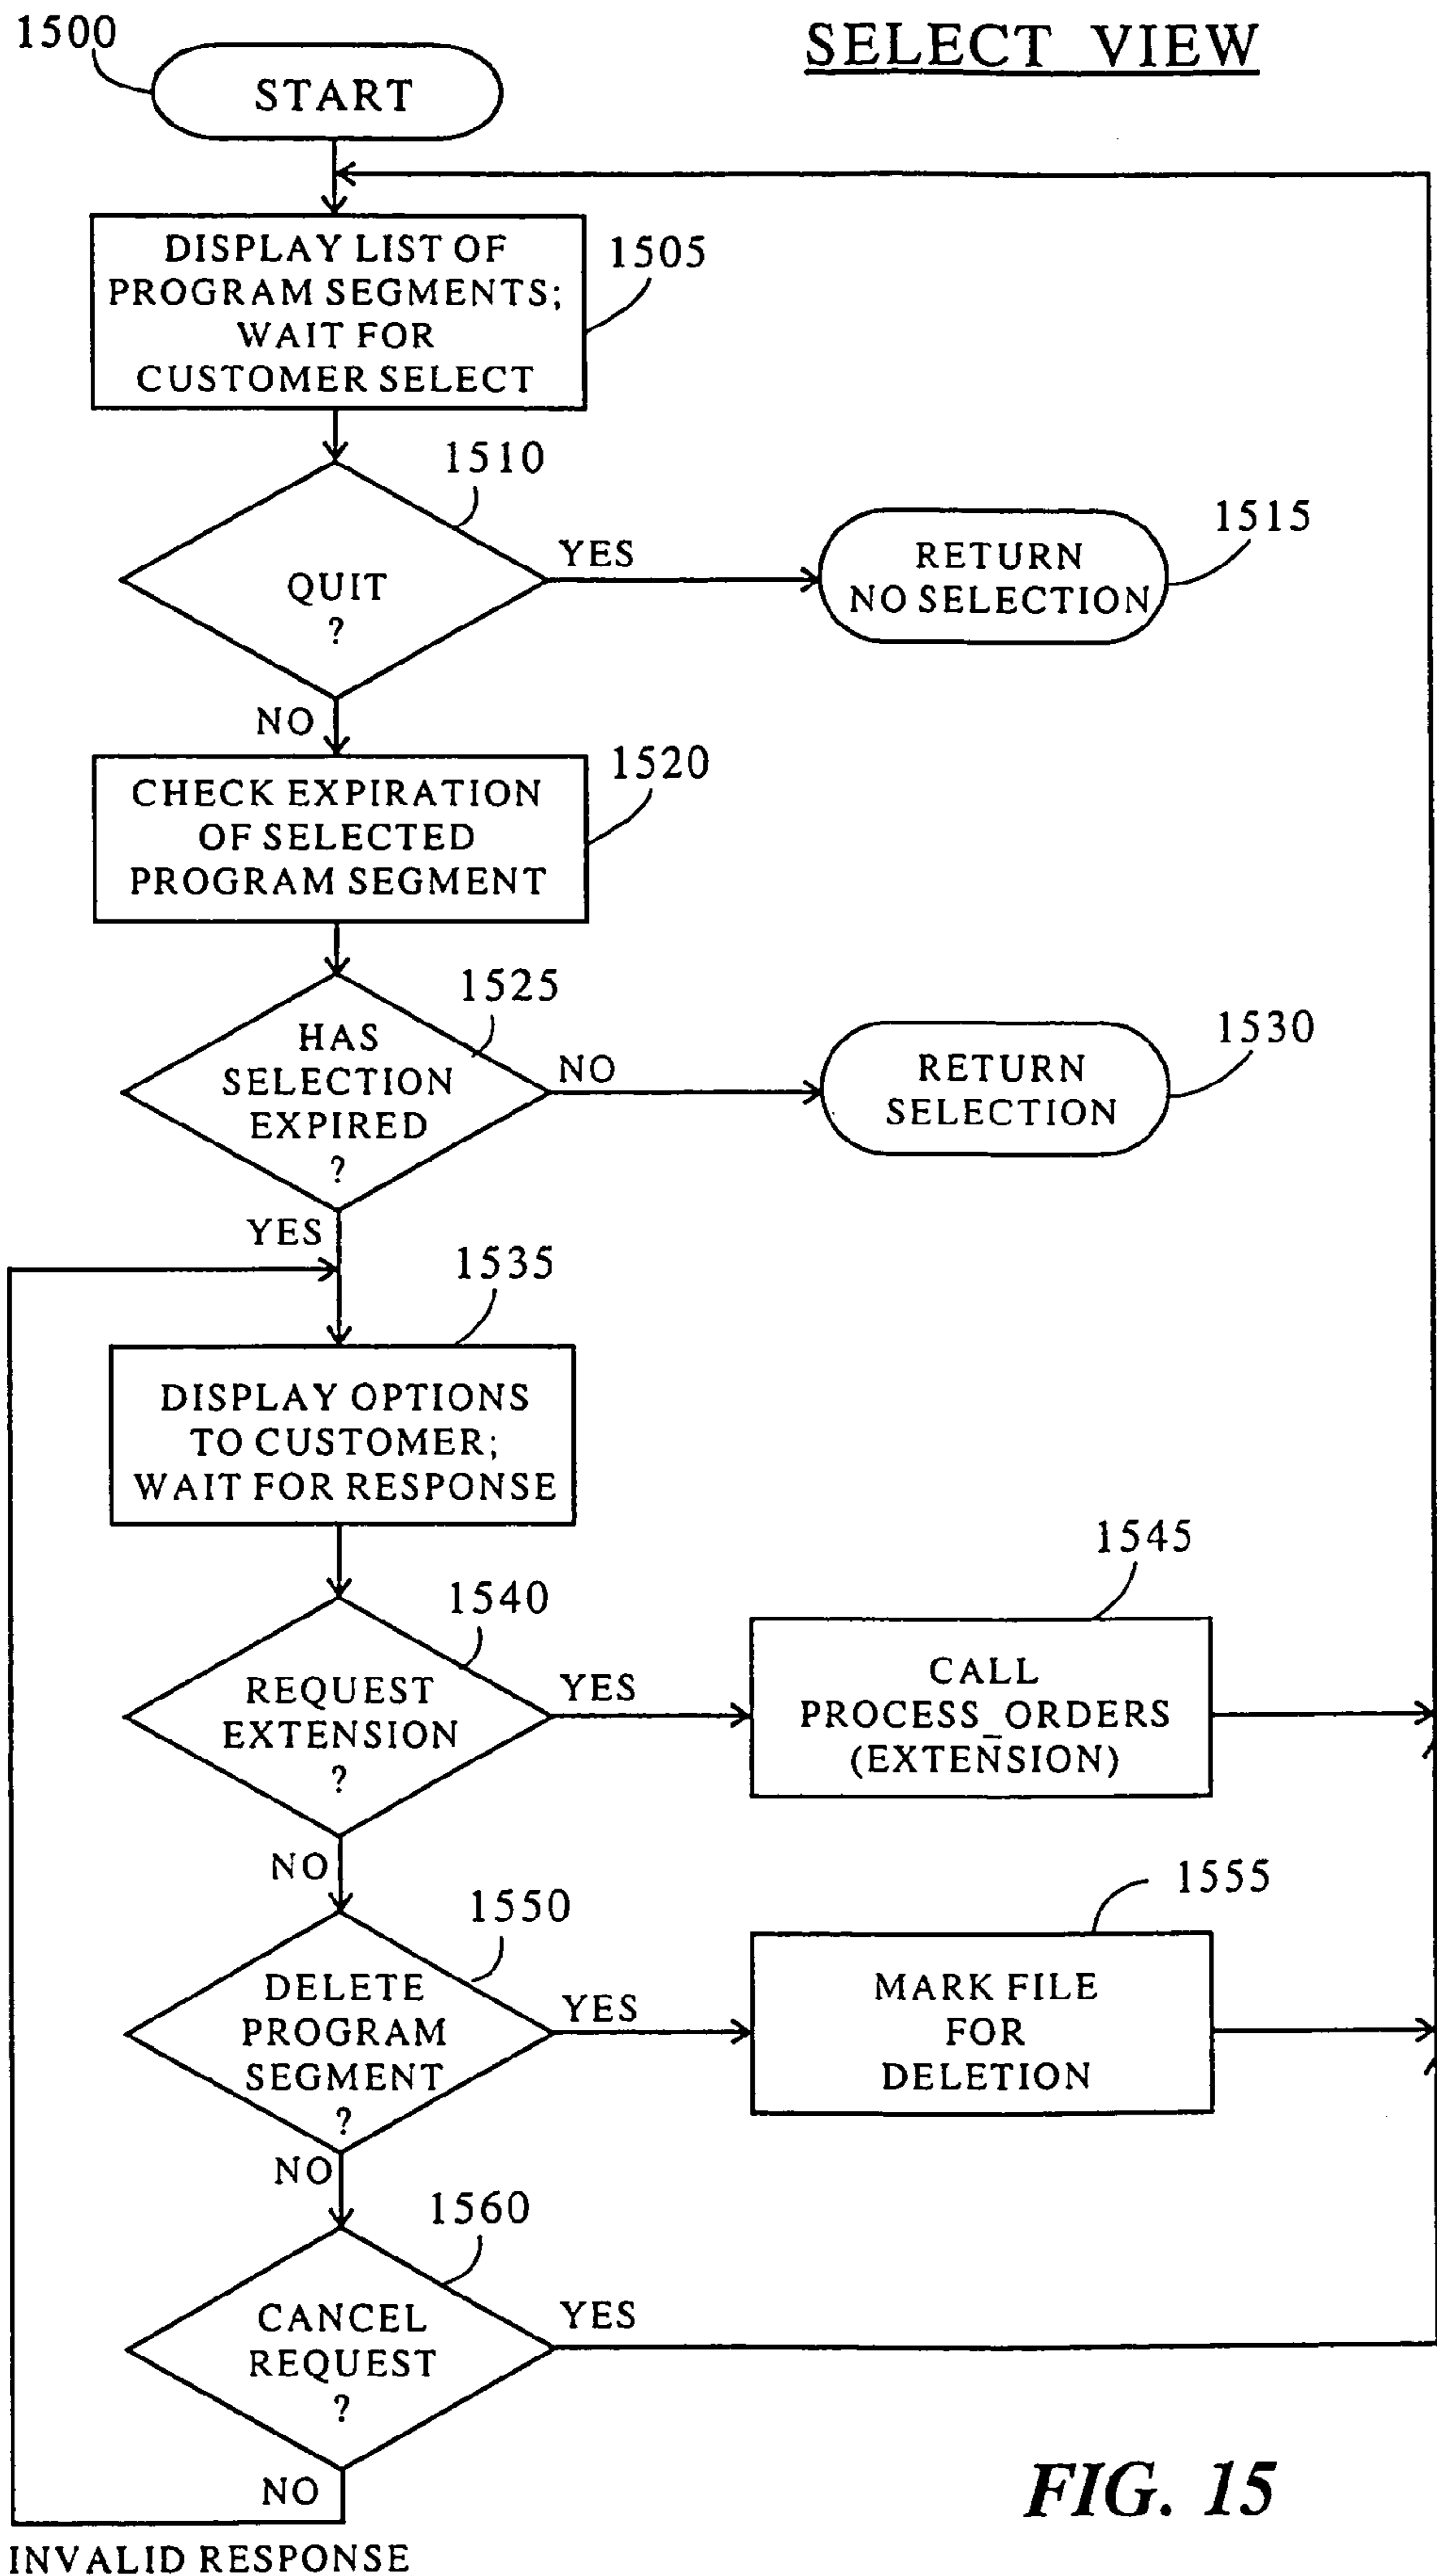 1500
SELECT VIEW
START
DISPLAY LIST OF
PROGRAM SEGMENTS;
WAIT FOR
CUSTOMER SELECT
1505
1510
QUIT
?
YES
RETURN
NO SELECTION
1515
NO
CHECK EXPIRATION
OF SELECTED
PROGRAM SEGMENT
1520
1525
HAS
SELECTION
EXPIRED
?
NO
RETURN
SELECTION
1530
YES
1535
DISPLAY OPTIONS
TO CUSTOMER;
WAIT FOR RESPONSE
1540
REQUEST
EXTENSION
?
YES
1545
CALL
PROCESS_ORDERS
(EXTENSION)
NO
1550
DELETE
PROGRAM
SEGMENT
?
YES
1555
MARK FILE
FOR
DELETION
NO
1560
CANCEL
REQUEST
?
YES
NO
INVALID RESPONSE
FIG. 15